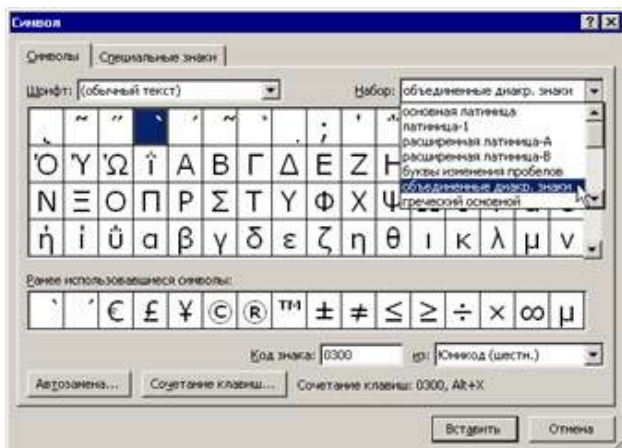 Символ
Символы Специальные знаки
Шрифт: (обычный текст) Набор: объединенные диакр. знаки
основная латиница
латиница-1
расширенная латиница-A
расширенная латиница-B
буквы изменения пробелов
объединенные диакр. знаки
греческий основной
Ό Ύ Ώ ΐ Α Β Γ Δ Ε Ζ Η
Ν Ξ Ο Π Ρ Σ Τ Υ Φ Χ Ψ
ή ί ΰ α β γ δ ε ζ η θ ι κ λ μ ν
Ранее использовавшиеся символы:
` ´ € £ ¥ © ® ™ ± ≠ ≤ ≥ ÷ × ∞ µ
Код знака: 0300 из: Юникод (шестн.)
Автозамена... Сочетание клавиш... Сочетание клавиш: 0300, Alt+X
Вставить Отмена